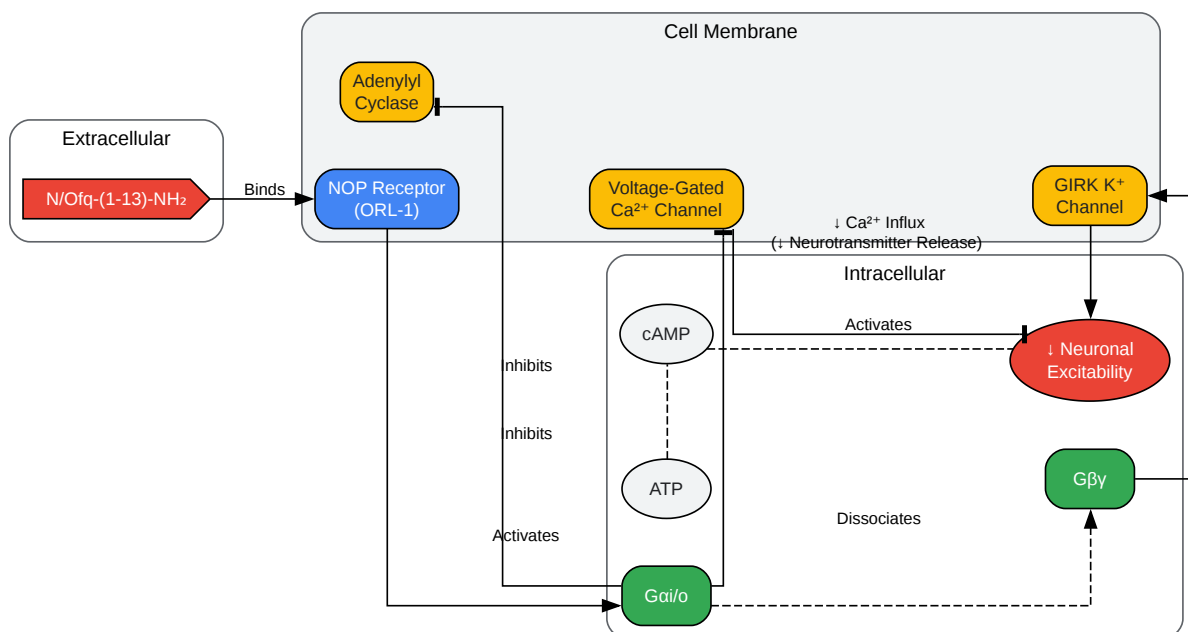 Cell Membrane
Adenylyl
Cyclase
Extracellular
N/Ofq-(1-13)-NH₂
Binds
NOP Receptor
(ORL-1)
Voltage-Gated
Ca²⁺ Channel
GIRK K⁺
Channel
↓ Ca²⁺ Influx
(↓ Neurotransmitter Release)
Intracellular
cAMP
Activates
↓ Neuronal
Excitability
Inhibits
Inhibits
ATP
Gβγ
Dissociates
Activates
Gαi/o